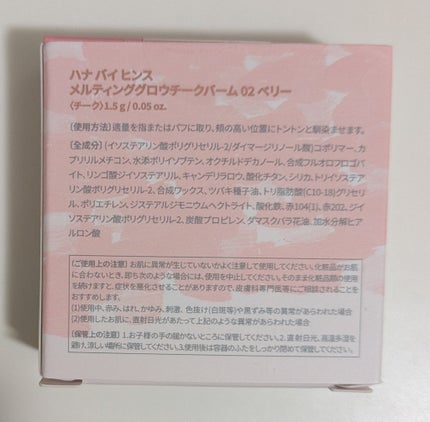 ハナ バイ ヒンス
メルティンググロウチークバーム 02 ベリー
〈チーク〉1.5 g / 0.05 oz.
〔使用方法〕適量を指またはパフに取り、頬の高い位置にトントンと馴染ませます。
〔全成分〕(イソステアリン酸ポリグリセリル-2/ダイマージリノール酸)コポリマー、カ
プリリルメチコン、水添ポリイソブテン、オクチルドデカノール、合成フルオロフロゴパ
イト、リンゴ酸ジイソステアリル、キャンデリラロウ、酸化チタン、シリカ、トリイソステア
リン酸ポリグリセリル-2、合成ワックス、ツバキ種子油、トリ脂肪酸(C10-18)グリセリ
ル、ポリエチレン、ジステアルジモニウムヘクトライト、酸化鉄、赤104(1)、赤202、ジイ
ソステアリン酸ポリグリセリル-2、炭酸プロピレン、ダマスクバラ花油、加水分解ヒア
ルロン酸
〔ご使用上の注意〕お肌に異常が生じていないかよく注意して使用してください。化粧品がお肌
に合わないとき、即ち次のような場合には、使用を中止してください。そのまま化粧品類の使用
を続けますと、症状を悪化させることがありますので、皮膚科専門医等にご相談されることを
おすすめします。
(1)使用中、赤み、はれ、かゆみ、刺激、色抜け(白斑等)や黒ずみ等の異常があらわれた場合
(2)使用したお肌に、直射日光があたって上記のような異常があらわれた場合
〔保管上の注意〕1.お子様の手の届かないところに保管してください。2.直射日光、高温多湿を
避け、涼しい場所に保管してください。3.使用後は容器のふたをしっかり閉めて保管してください。